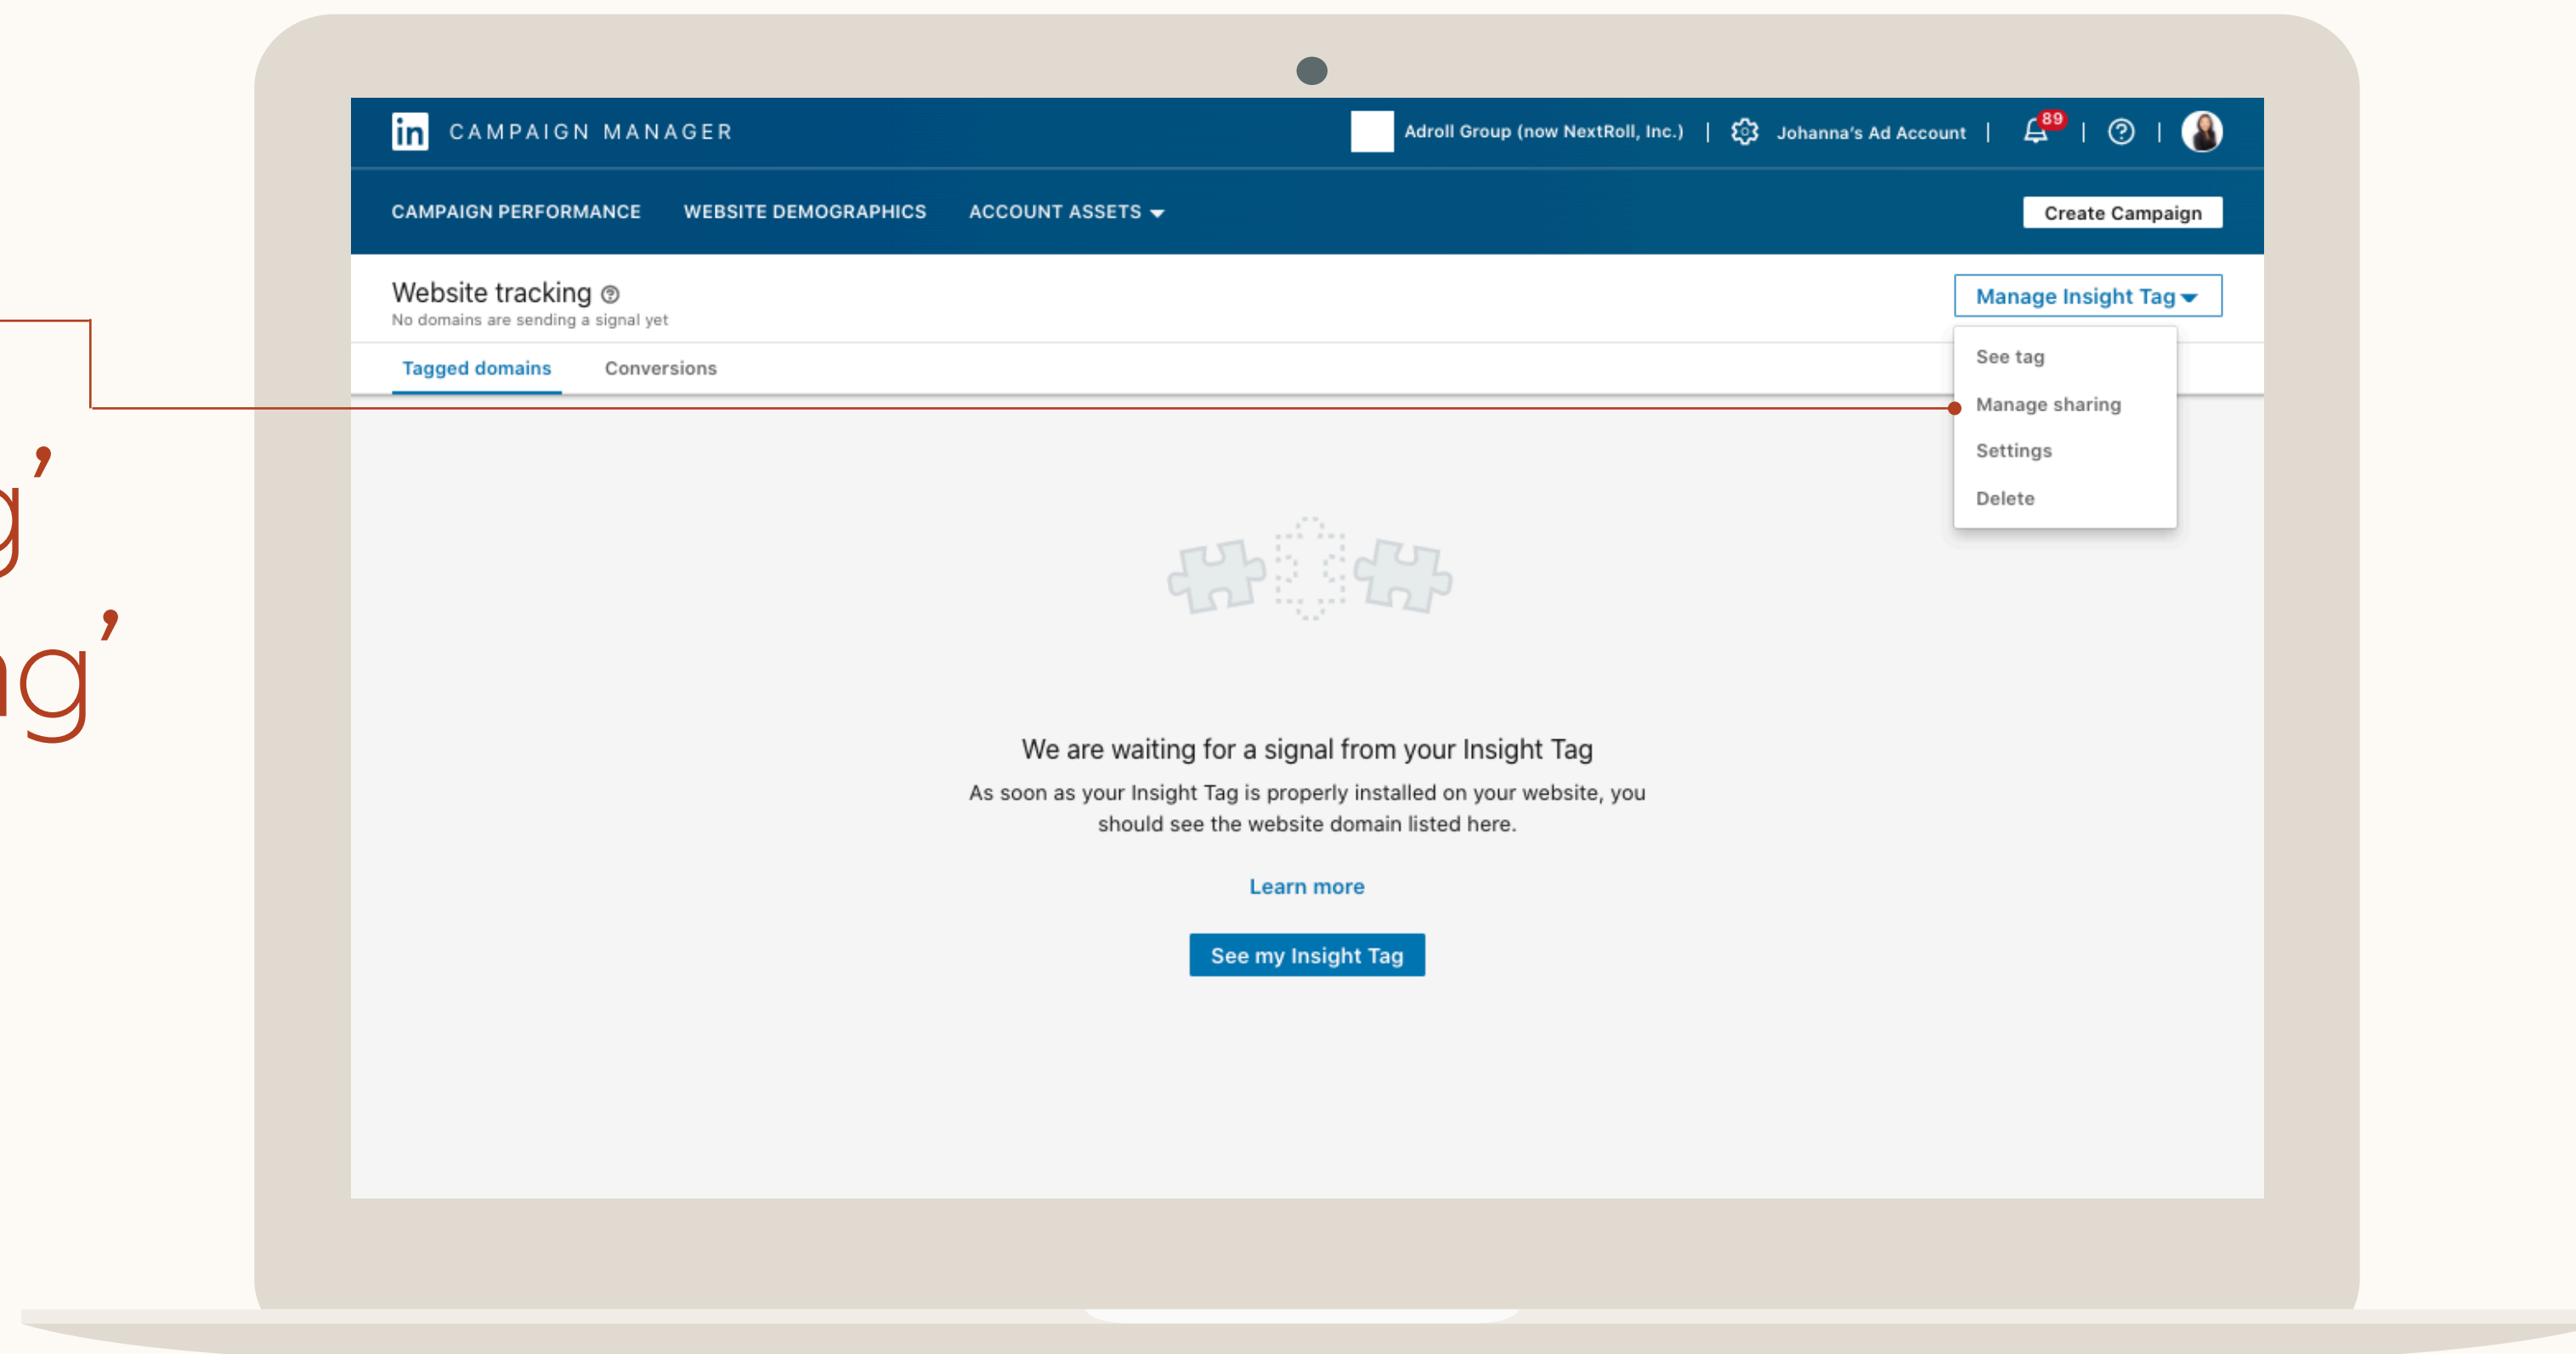 in CAMPAIGN MANAGER
Adroll Group (now NextRoll, Inc.) | Johanna's Ad Account | 89 | |
CAMPAIGN PERFORMANCE WEBSITE DEMOGRAPHICS ACCOUNT ASSETS
Create Campaign
Website tracking
No domains are sending a signal yet
Manage Insight Tag
Tagged domains Conversions
See tag
Manage sharing
Settings
Delete
g’
ng’
We are waiting for a signal from your Insight Tag
As soon as your Insight Tag is properly installed on your website, you
should see the website domain listed here.
Learn more
See my Insight Tag